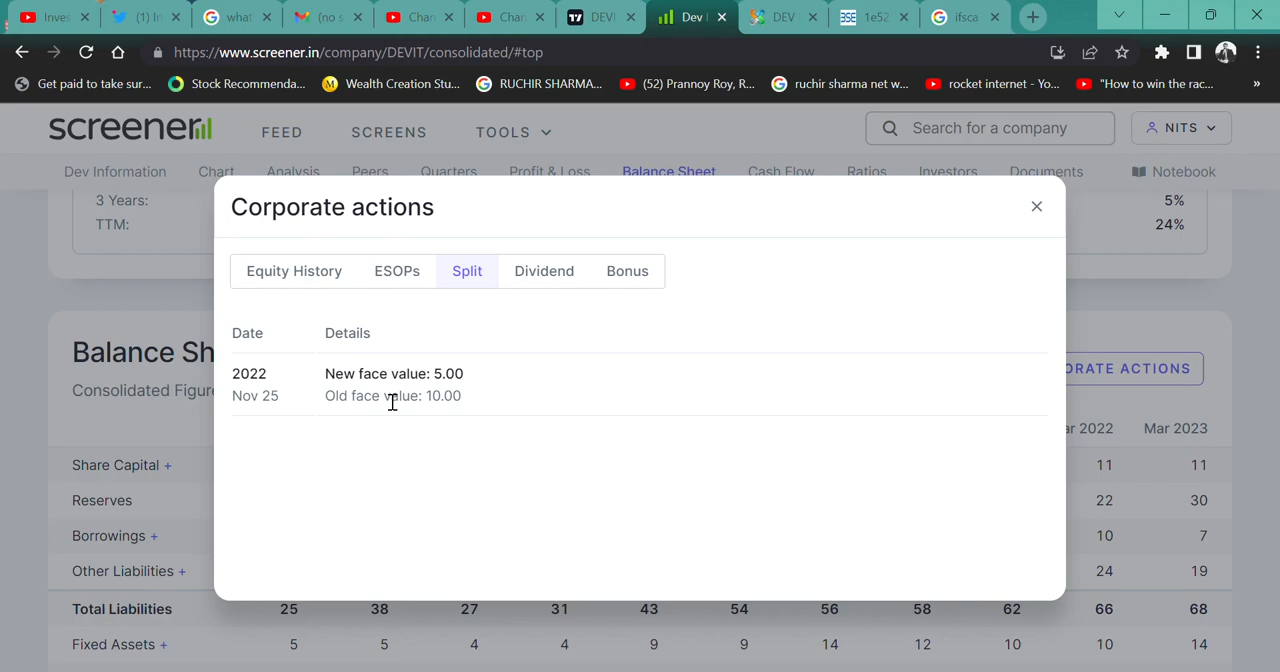 Inves
(1) In
what
(no s
Chan
Chan
DEVI
Dev I
DEV I
BSE
1e52
ifsca
https://www.screener.in/company/DEVIT/consolidated/#top
Get paid to take sur...
Stock Recommenda...
Wealth Creation Stu...
RUCHIR SHARMA...
(52) Prannoy Roy, R...
ruchir sharma net w...
rocket internet - Yo...
"How to win the rac...
»
screener
FEED
SCREENS
TOOLS
Search for a company
NITS
Dev Information
Chart
Analysis
Peers
Quarters
Profit & Loss
Balance Sheet
Cash Flow
Ratios
Investors
Documents
Notebook
3 Years: 5%
TTM: 24%
Corporate actions
Equity History ESOPs Split Dividend Bonus
Date Details
2022 New face value: 5.00
Nov 25 Old face value: 10.00
Balance Sh
Consolidated Figure
ORATE ACTIONS
ar 2022 Mar 2023
Share Capital + 11 11
Reserves 22 30
Borrowings + 10 7
Other Liabilities + 24 19
Total Liabilities 25 38 27 31 43 54 56 58 62 66 68
Fixed Assets + 5 5 4 4 9 9 14 12 10 10 14